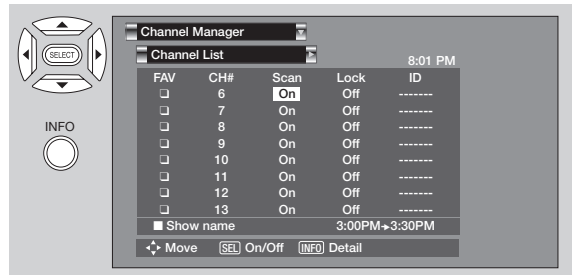 SELECT
INFO
Channel Manager
Channel List
8:01 PM
FAV CH# Scan Lock ID
❏ 6 On Off -------
❏ 7 On Off -------
❏ 8 On Off -------
❏ 9 On Off -------
❏ 10 On Off -------
❏ 11 On Off -------
❏ 12 On Off -------
❏ 13 On Off -------
Show name 3:00PM→3:30PM
Move SEL On/Off INFO Detail